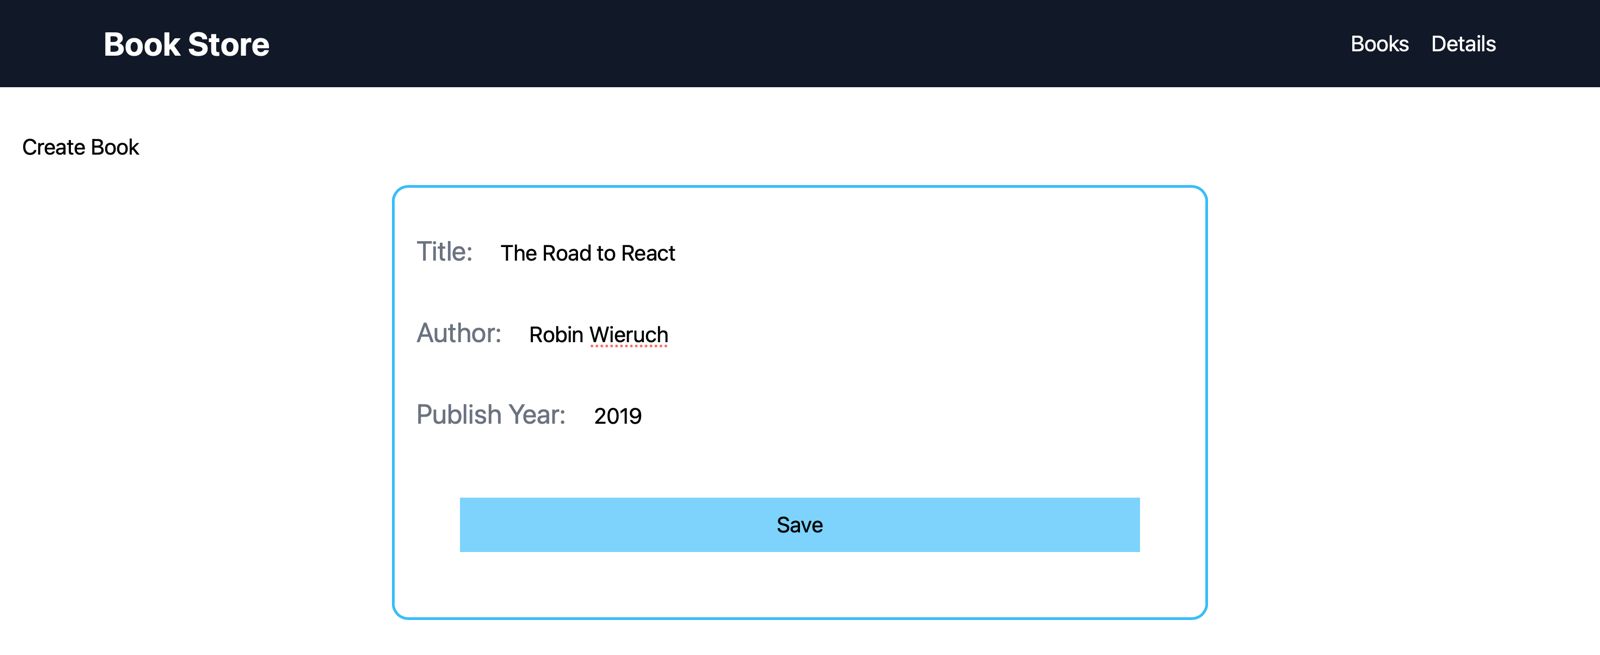 Book Store
Books Details
Create Book
Title: The Road to React
Author: Robin Wieruch
Publish Year: 2019
Save